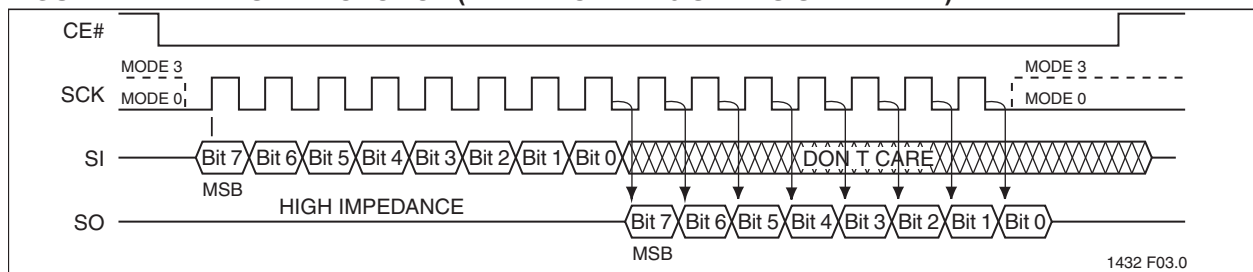 CE#
MODE 3
MODE 3
SCK
MODE 0
MODE 0
SI
Bit 7 Bit 6 Bit 5 Bit 4 Bit 3 Bit 2 Bit 1 Bit 0
DON T CARE
MSB
HIGH IMPEDANCE
SO
Bit 7 Bit 6 Bit 5 Bit 4 Bit 3 Bit 2 Bit 1 Bit 0
MSB
1432 F03.0